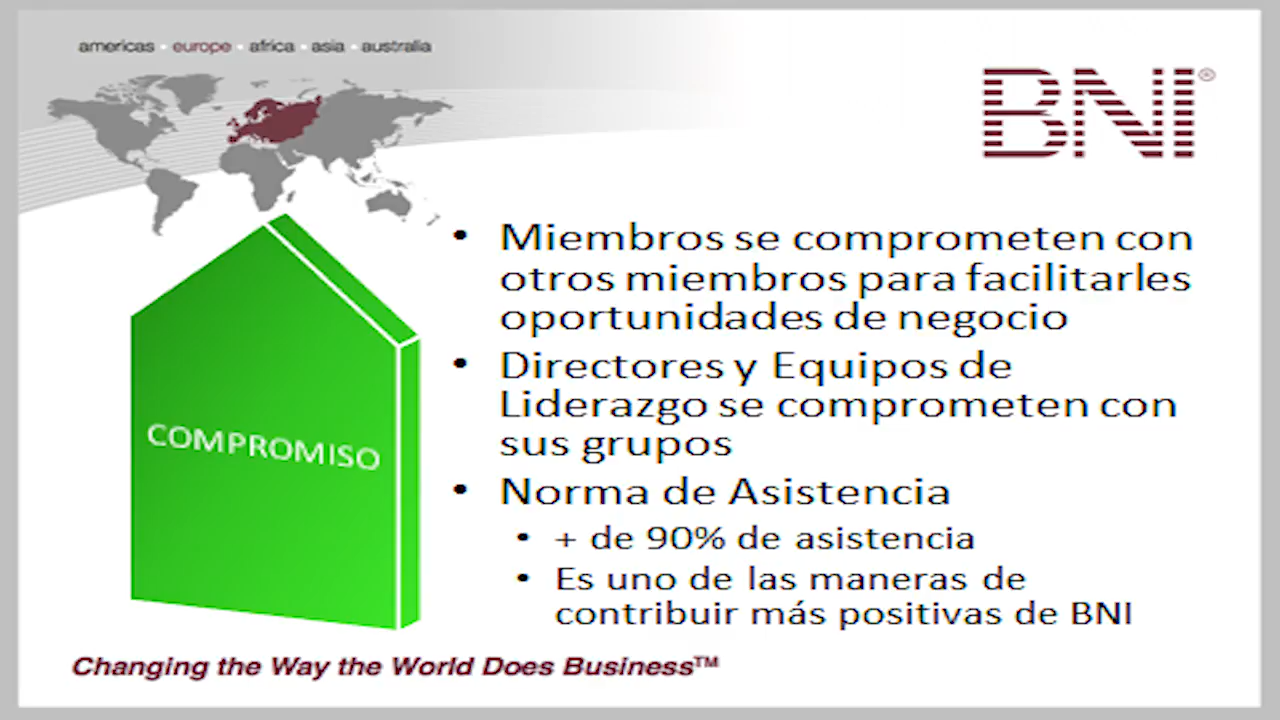 americas • europe • africa • asia • australia
BNI®
• Miembros se comprometen con
otros miembros para facilitarles
oportunidades de negocio
• Directores y Equipos de
Liderazgo se comprometen con
sus grupos
• Norma de Asistencia
• + de 90% de asistencia
• Es uno de las maneras de
contribuir más positivas de BNI
COMPROMISO
Changing the Way the World Does Business™